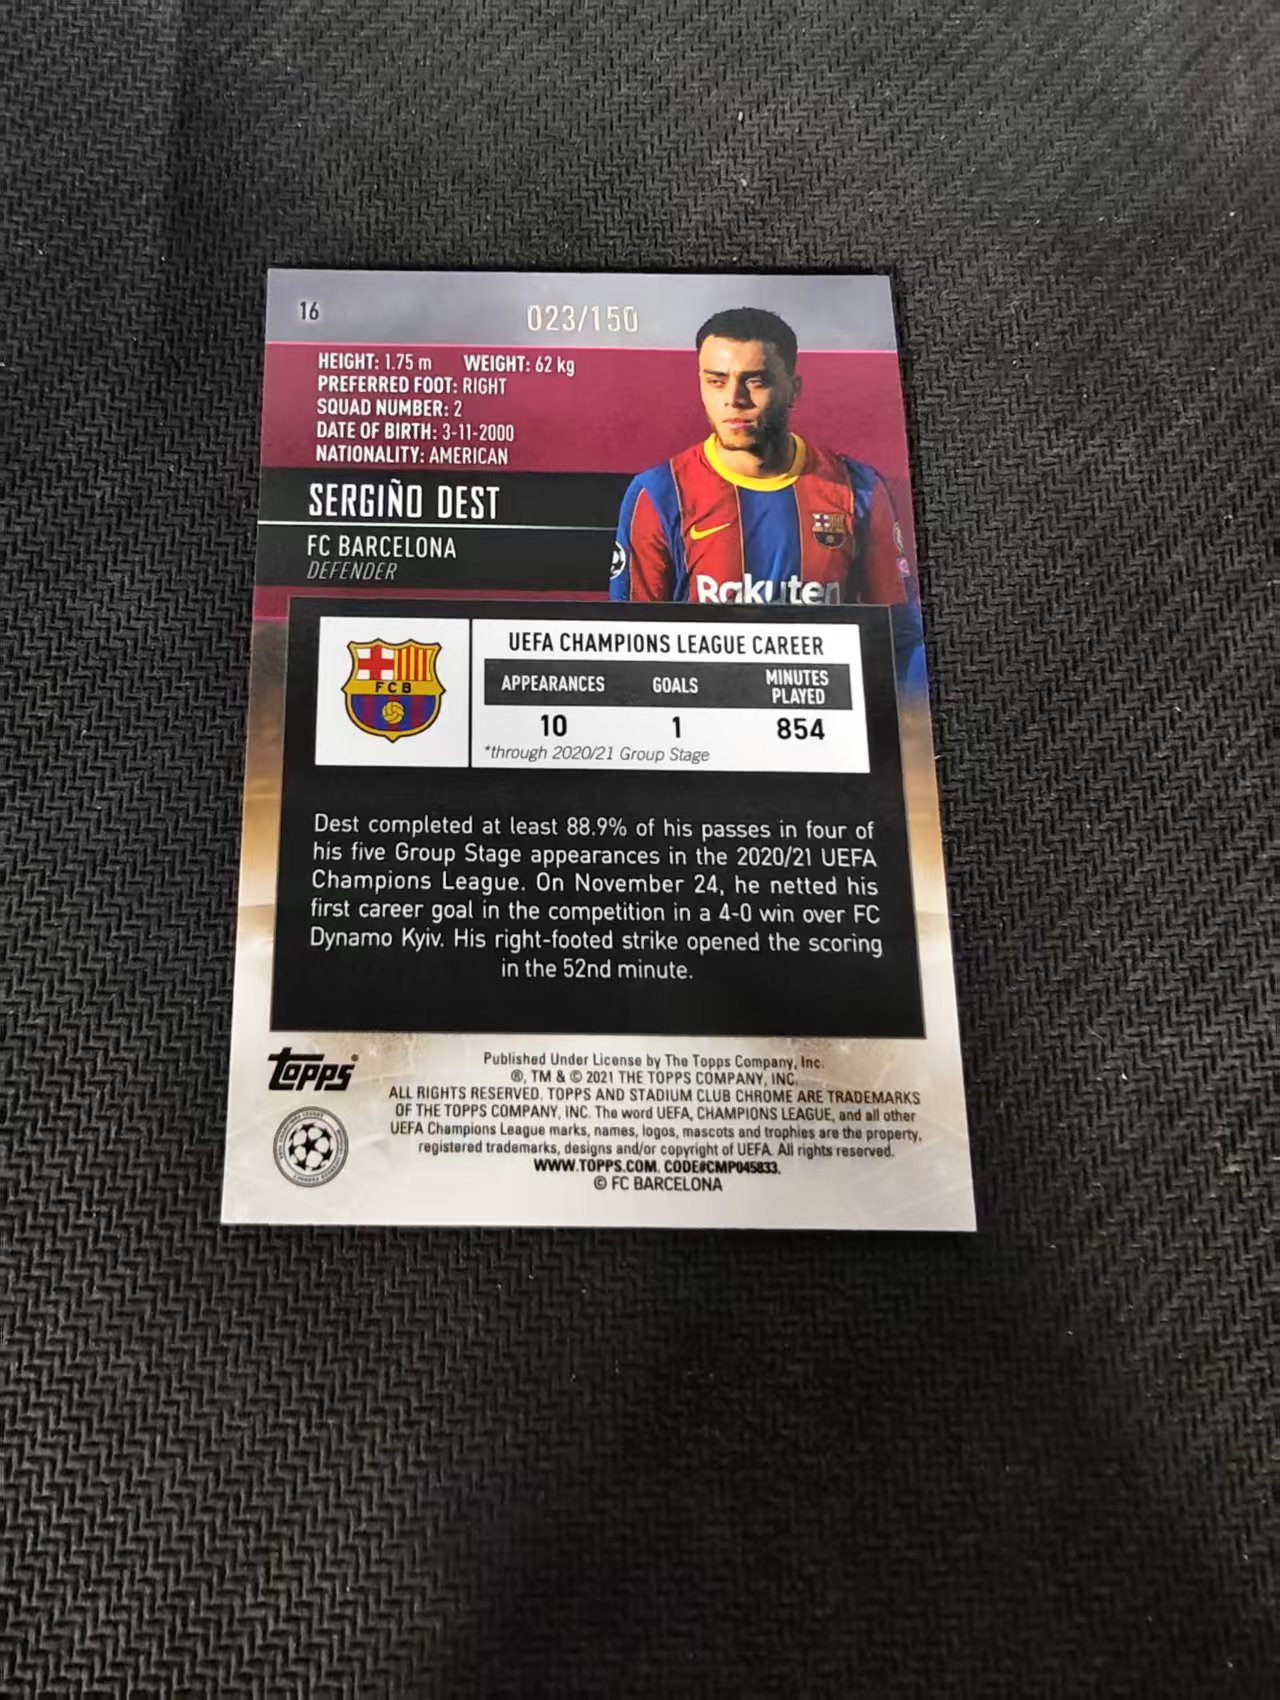 16
023/150
HEIGHT: 1.75 m WEIGHT: 62 kg
PREFERRED FOOT: RIGHT
SQUAD NUMBER: 2
DATE OF BIRTH: 3-11-2000
NATIONALITY: AMERICAN
SERGIÑO DEST
FC BARCELONA
DEFENDER
Rakuten
FCB
UEFA CHAMPIONS LEAGUE CAREER
APPEARANCES GOALS MINUTES PLAYED
10 1 854
*through 2020/21 Group Stage
Dest completed at least 88.9% of his passes in four of
his five Group Stage appearances in the 2020/21 UEFA
Champions League. On November 24, he netted his
first career goal in the competition in a 4-0 win over FC
Dynamo Kyiv. His right-footed strike opened the scoring
in the 52nd minute.
Topps®
Published Under License by The Topps Company, Inc.
®, TM & © 2021 THE TOPPS COMPANY, INC.
ALL RIGHTS RESERVED. TOPPS AND STADIUM CLUB CHROME ARE TRADEMARKS
OF THE TOPPS COMPANY, INC. The word UEFA, CHAMPIONS LEAGUE, and all other
UEFA Champions League marks, names, logos, mascots and trophies are the property,
registered trademarks, designs and/or copyright of UEFA. All rights reserved.
WWW.TOPPS.COM. CODE#CMP045833.
© FC BARCELONA